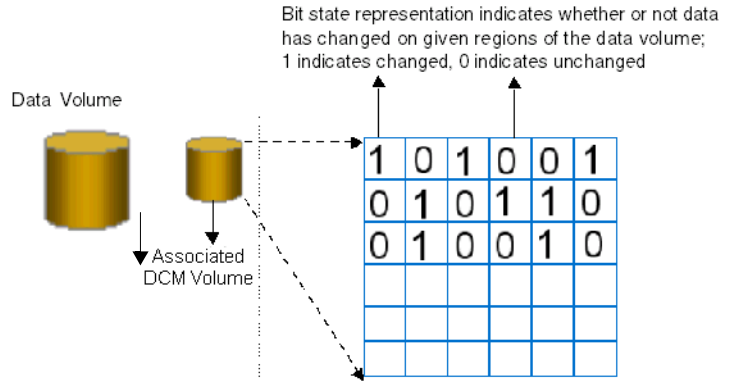 Bit state representation indicates whether or not data
has changed on given regions of the data volume;
1 indicates changed, 0 indicates unchanged
Data Volume
Associated
DCM Volume
1 0 1 0 0 1
0 1 0 1 1 0
0 1 0 0 1 0